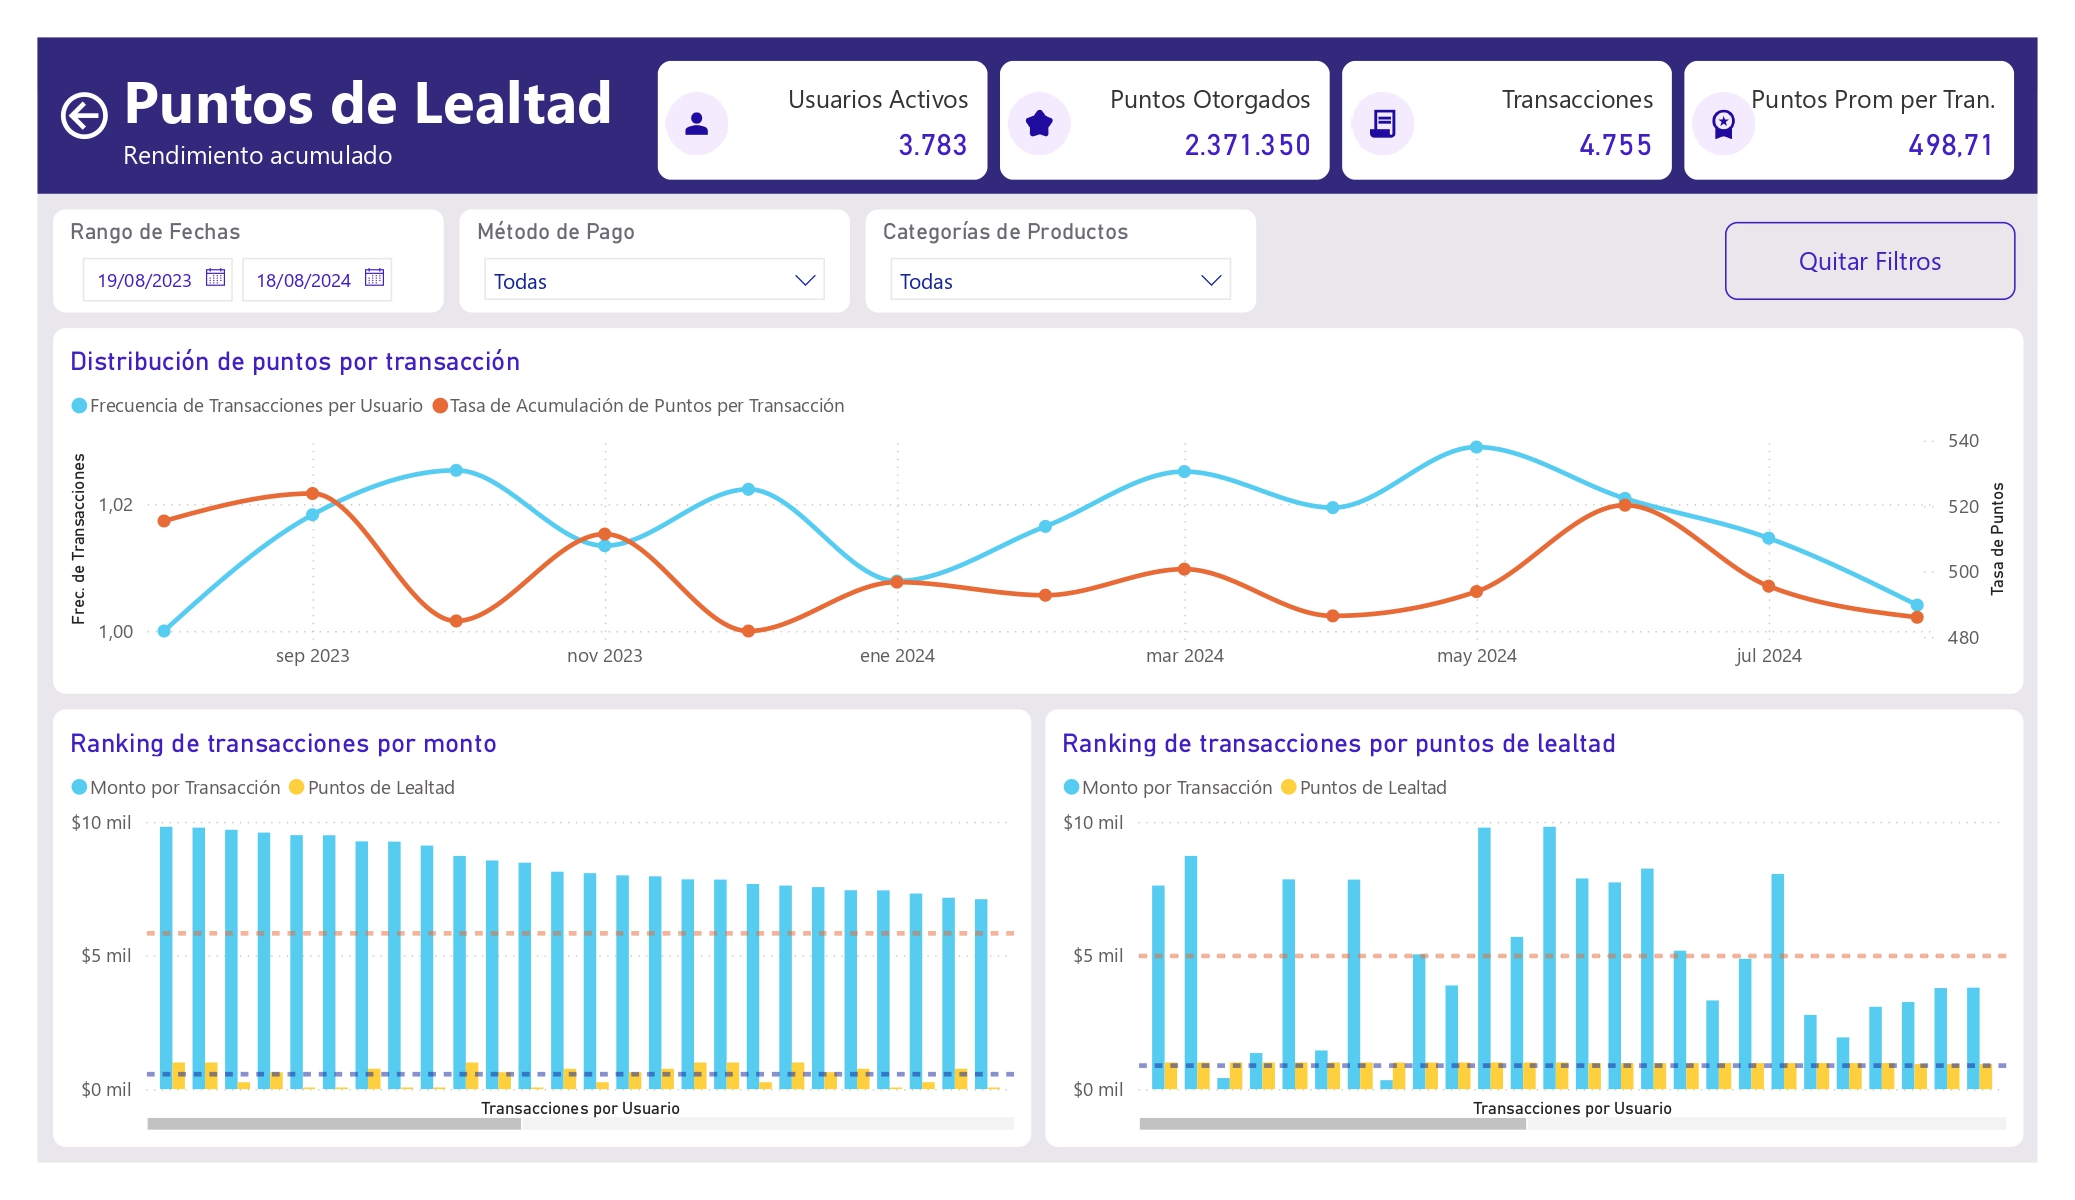 Puntos de Lealtad
Rendimiento acumulado
Usuarios Activos
3.783
Puntos Otorgados
2.371.350
Transacciones
4.755
Puntos Prom per Tran.
498,71
Rango de Fechas
19/08/2023
18/08/2024
Método de Pago
Todas
Categorías de Productos
Todas
Quitar Filtros
Distribución de puntos por transacción
Frecuencia de Transacciones per Usuario
Tasa de Acumulación de Puntos per Transacción
Frec. de Transacciones
1,02
1,00
540
520
500
480
Tasa de Puntos
sep 2023
nov 2023
ene 2024
mar 2024
may 2024
jul 2024
Ranking de transacciones por monto
Monto por Transacción
Puntos de Lealtad
$10 mil
$5 mil
$0 mil
Transacciones por Usuario
Ranking de transacciones por puntos de lealtad
Monto por Transacción
Puntos de Lealtad
$10 mil
$5 mil
$0 mil
Transacciones por Usuario